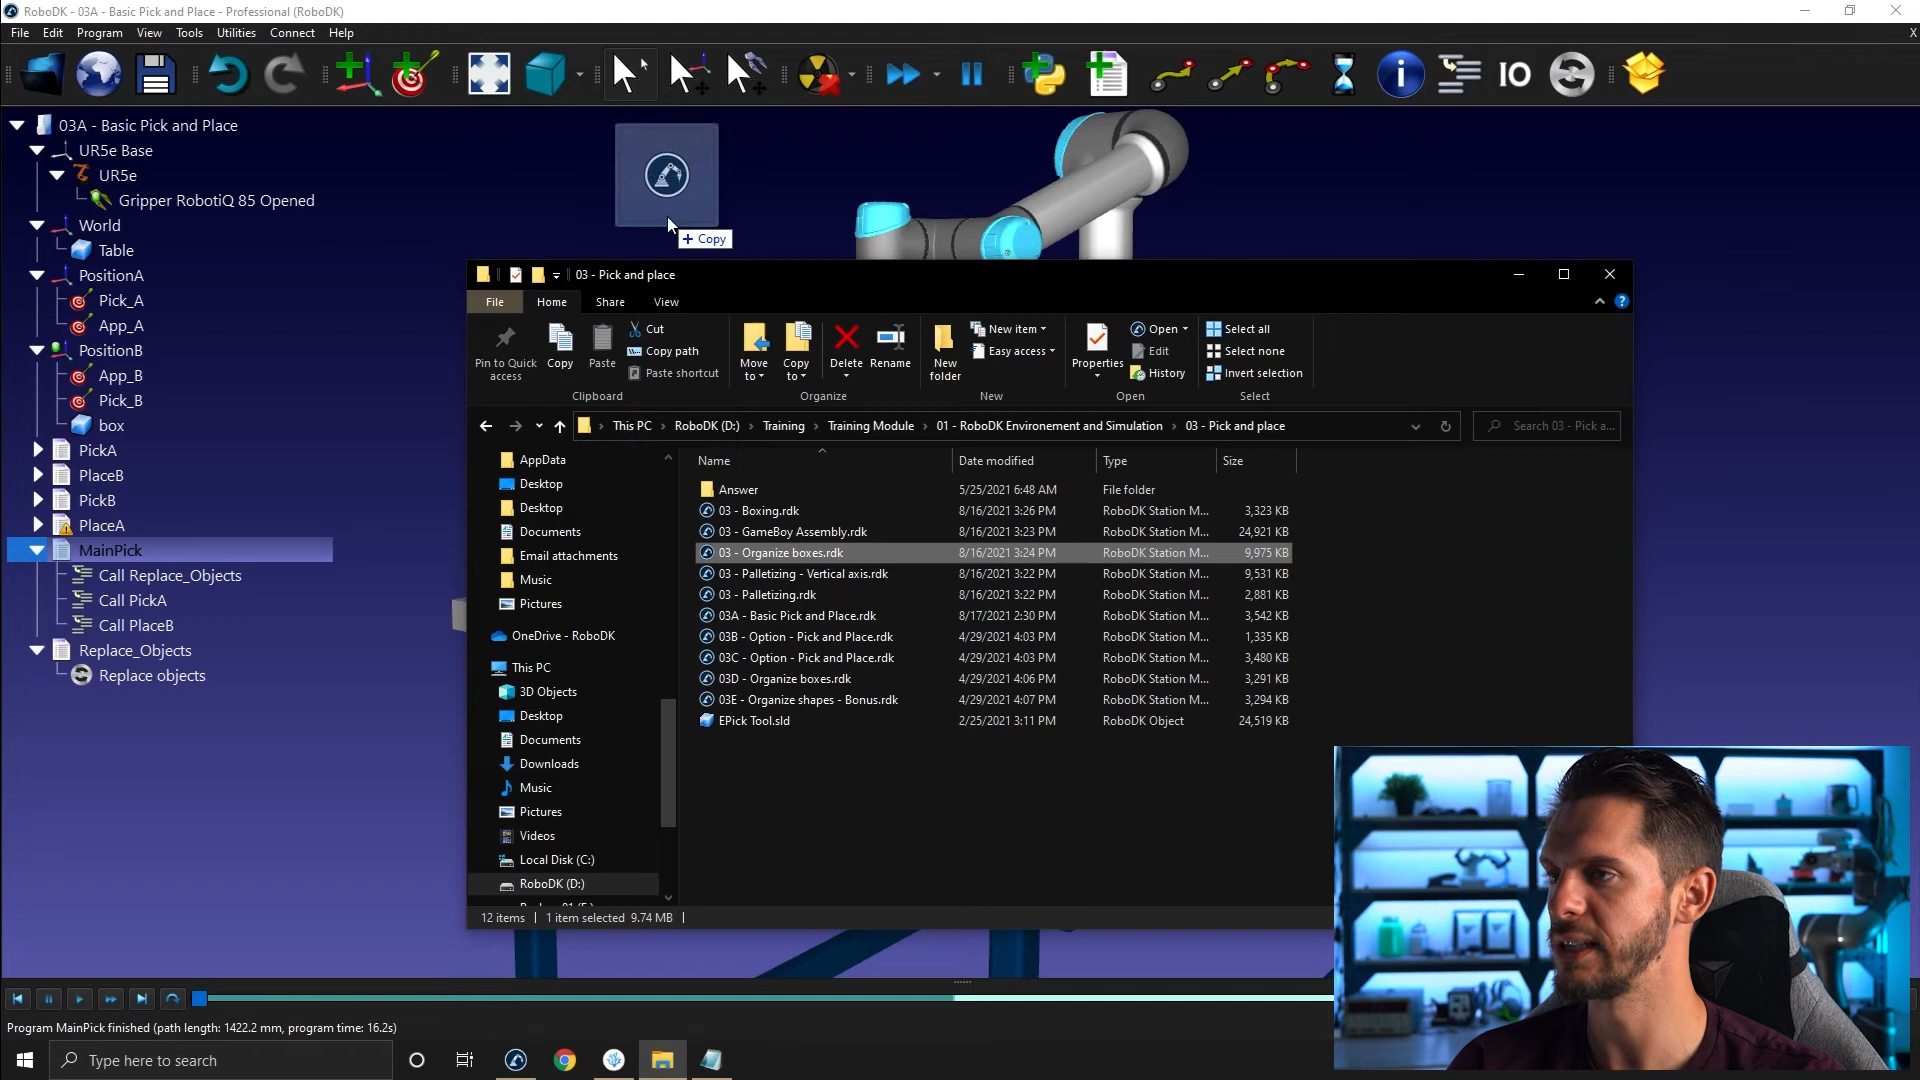 RoboDK - 03A - Basic Pick and Place - Professional (RoboDK)
File Edit Program View Tools Utilities Connect Help X
IO
03A - Basic Pick and Place
UR5e Base
UR5e
Gripper RobotiQ 85 Opened
World
Table
PositionA
Pick_A
App_A
PositionB
App_B
Pick_B
box
PickA
PlaceB
PickB
PlaceA
MainPick
Call Replace_Objects
Call PickA
Call PlaceB
Replace_Objects
Replace objects
+ Copy
03 - Pick and place
File Home Share View
Pin to Quick access
Copy
Paste
Cut
Copy path
Paste shortcut
Clipboard
Move to
Copy to
Delete
Rename
Organize
New folder
New item
Easy access
New
Properties
Open
Edit
History
Open
Select all
Select none
Invert selection
Select
This PC > RoboDK (D:) > Training > Training Module > 01 - RoboDK Environement and Simulation > 03 - Pick and place
Search 03 - Pick a...
AppData
Desktop
Desktop
Documents
Email attachments
Music
Pictures
OneDrive - RoboDK
This PC
3D Objects
Desktop
Documents
Downloads
Music
Pictures
Videos
Local Disk (C:)
RoboDK (D:)
Name Date modified Type Size
Answer 5/25/2021 6:48 AM File folder
03 - Boxing.rdk 8/16/2021 3:26 PM RoboDK Station M... 3,323 KB
03 - GameBoy Assembly.rdk 8/16/2021 3:23 PM RoboDK Station M... 24,921 KB
03 - Organize boxes.rdk 8/16/2021 3:24 PM RoboDK Station M... 9,975 KB
03 - Palletizing - Vertical axis.rdk 8/16/2021 3:22 PM RoboDK Station M... 9,531 KB
03 - Palletizing.rdk 8/16/2021 3:22 PM RoboDK Station M... 2,881 KB
03A - Basic Pick and Place.rdk 8/17/2021 2:30 PM RoboDK Station M... 3,542 KB
03B - Option - Pick and Place.rdk 4/29/2021 4:03 PM RoboDK Station M... 1,335 KB
03C - Option - Pick and Place.rdk 4/29/2021 4:03 PM RoboDK Station M... 3,480 KB
03D - Organize boxes.rdk 4/29/2021 4:06 PM RoboDK Station M... 3,291 KB
03E - Organize shapes - Bonus.rdk 4/29/2021 4:07 PM RoboDK Station M... 3,294 KB
EPick Tool.sld 2/25/2021 3:11 PM RoboDK Object 24,519 KB
12 items 1 item selected 9.74 MB
Program MainPick finished (path length: 1422.2 mm, program time: 16.2s)
Type here to search